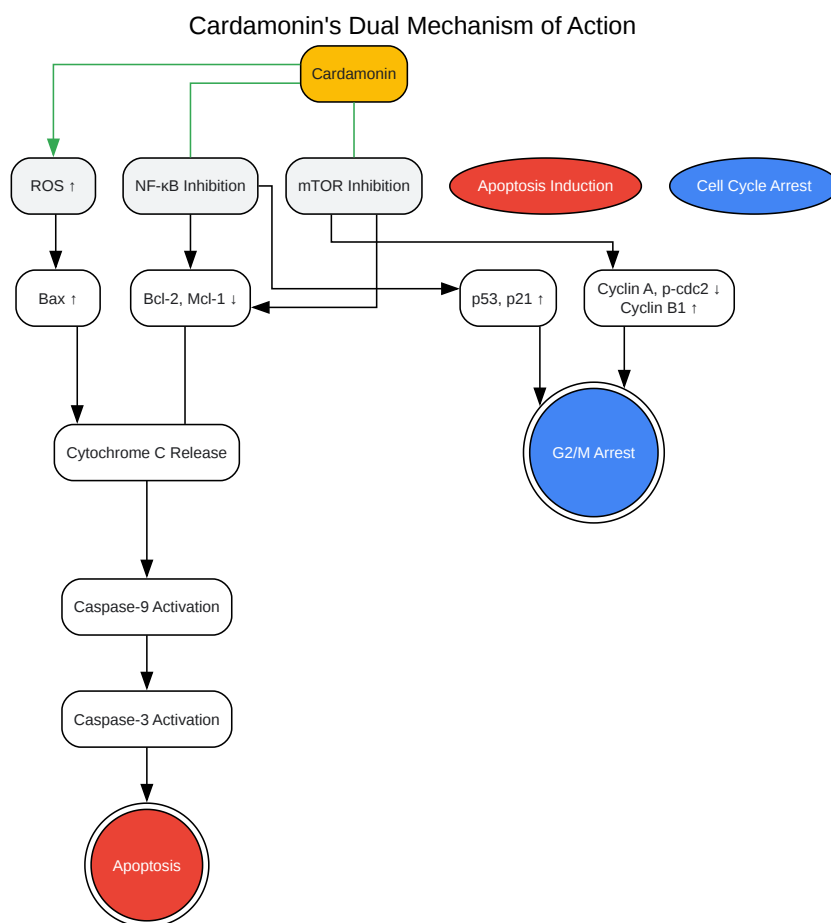 Cardamonin's Dual Mechanism of Action
Cardamonin
ROS ↑
NF-κB Inhibition
mTOR Inhibition
Apoptosis Induction
Cell Cycle Arrest
Bax ↑
Bcl-2, Mcl-1 ↓
p53, p21 ↑
Cyclin A, p-cdc2 ↓
Cyclin B1 ↑
Cytochrome C Release
G2/M Arrest
Caspase-9 Activation
Caspase-3 Activation
Apoptosis